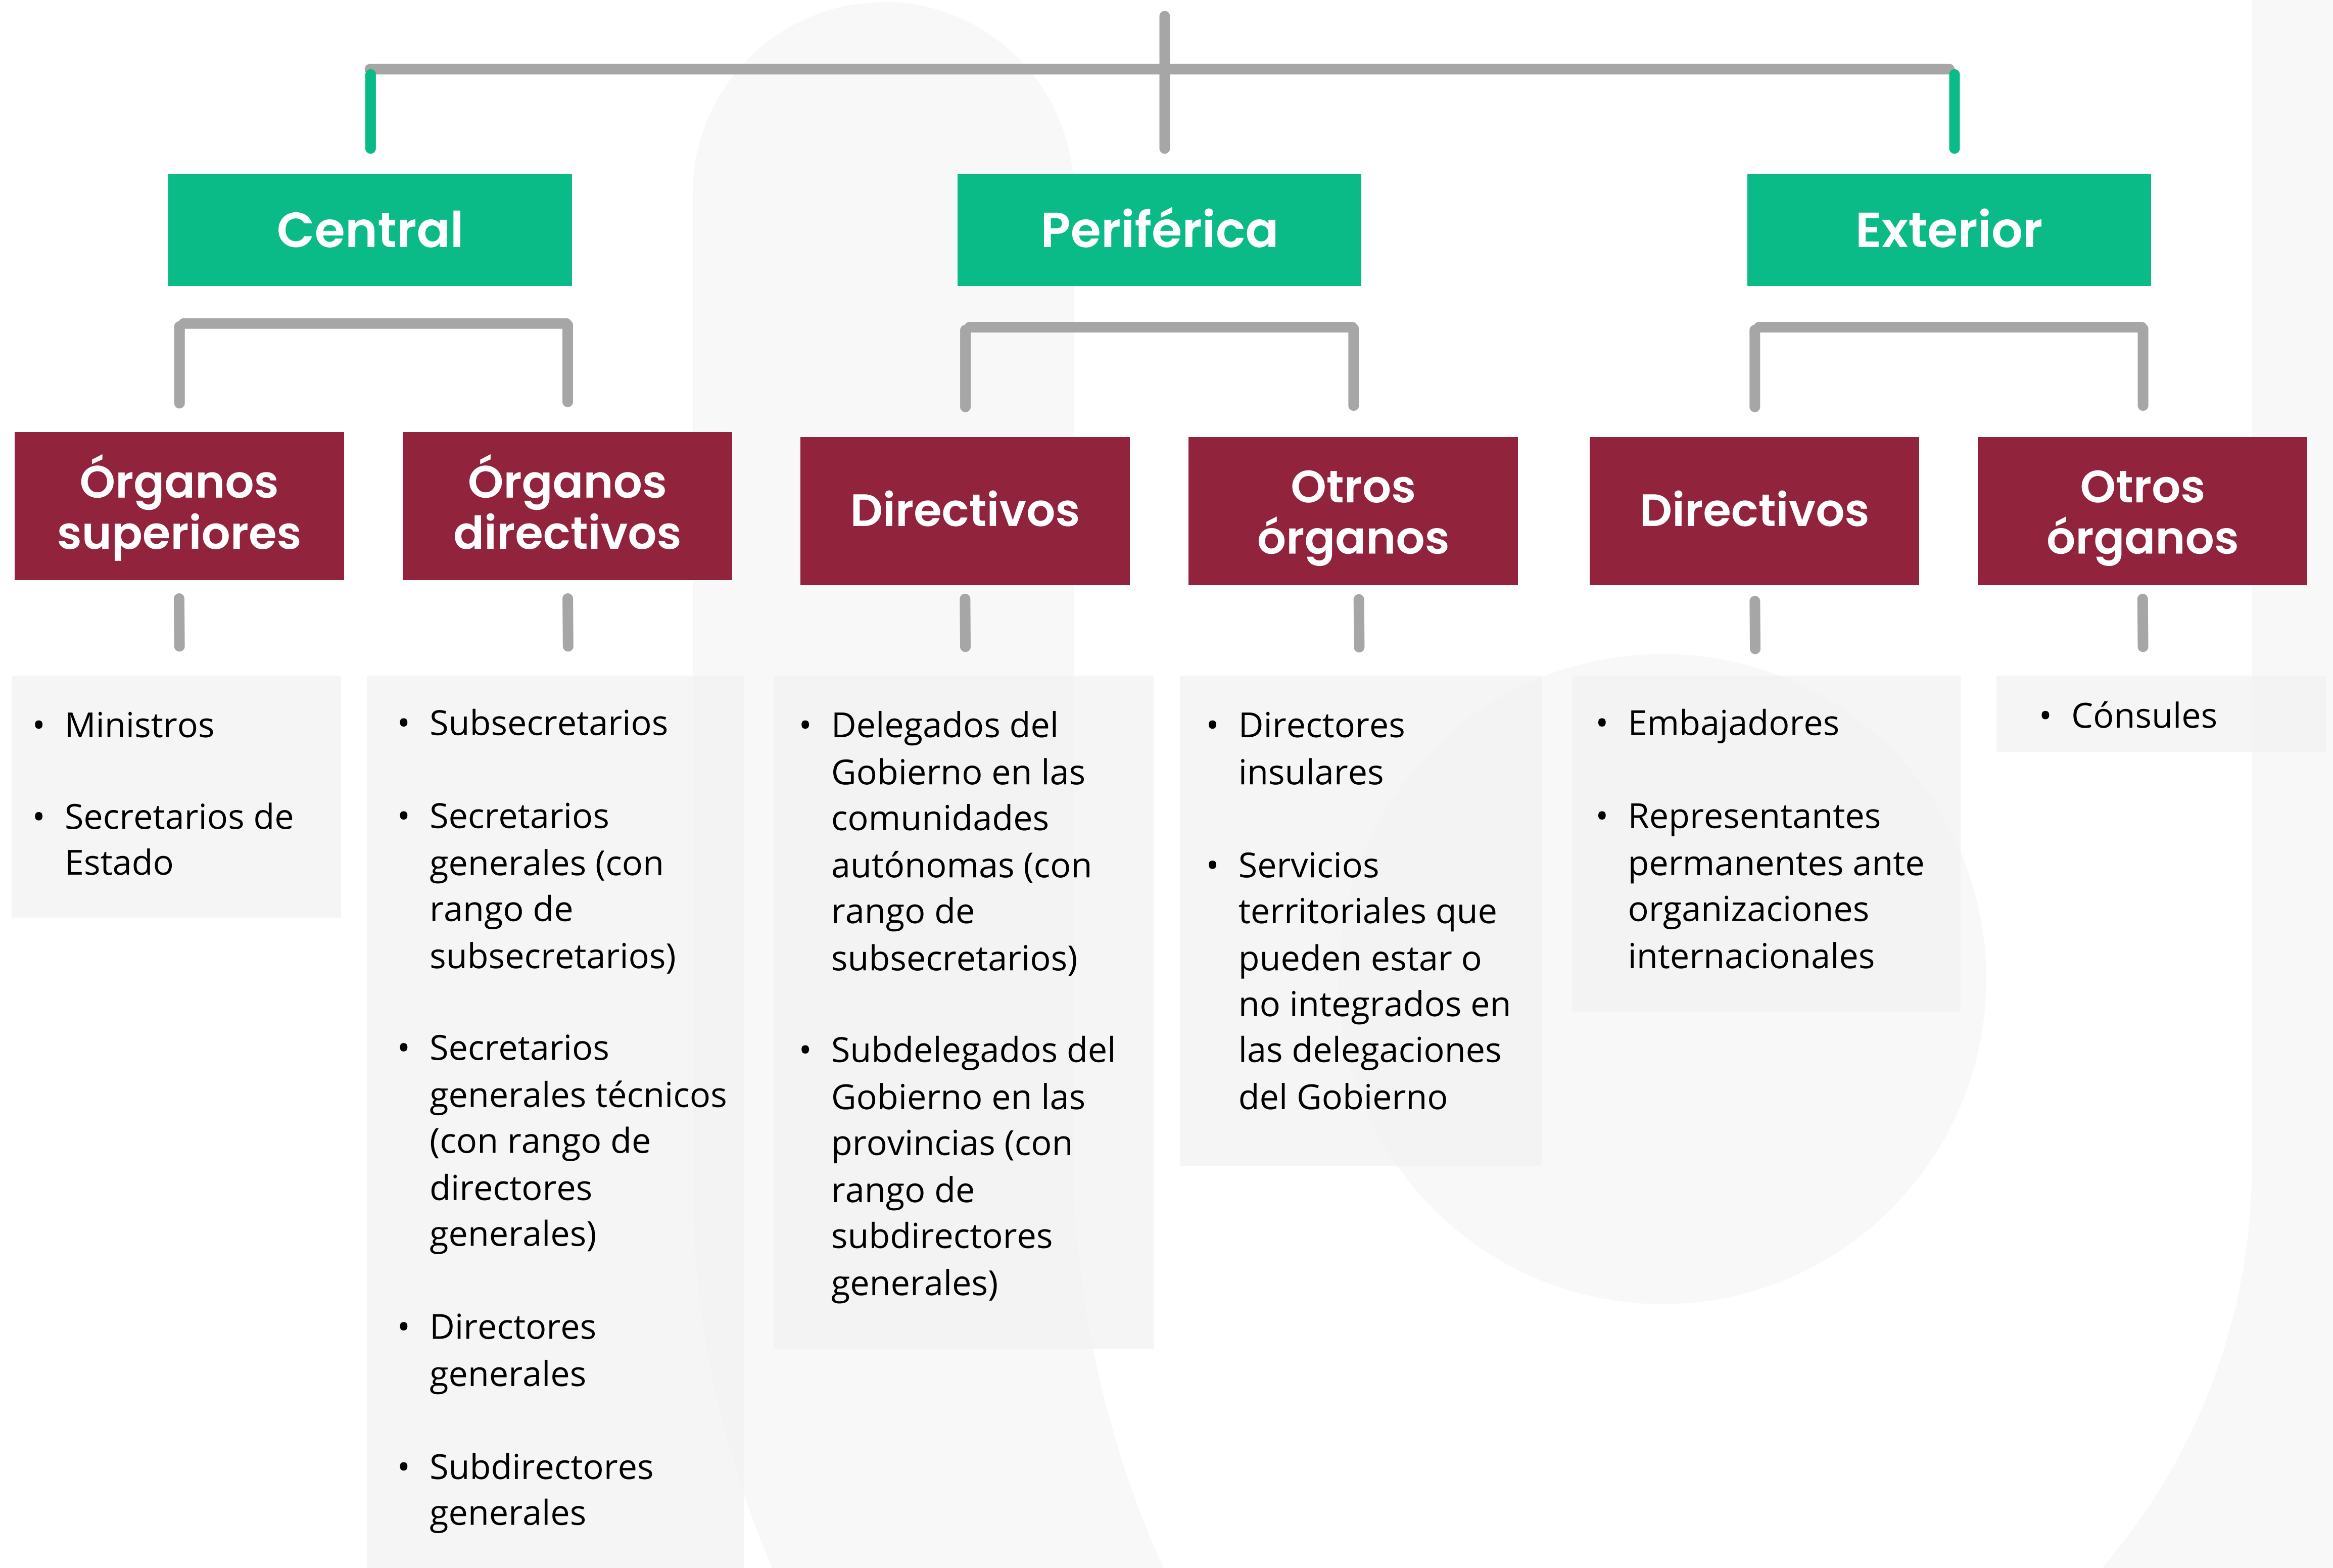 Central
Periférica
Exterior
Órganos
superiores
Órganos
directivos
Directivos
Otros
órganos
Directivos
Otros
órganos
• Ministros
• Secretarios de
Estado
• Subsecretarios
• Secretarios
generales (con
rango de
subsecretarios)
• Secretarios
generales técnicos
(con rango de
directores
generales)
• Directores
generales
• Subdirectores
generales
• Delegados del
Gobierno en las
comunidades
autónomas (con
rango de
subsecretarios)
• Subdelegados del
Gobierno en las
provincias (con
rango de
subdirectores
generales)
• Directores
insulares
• Servicios
territoriales que
pueden estar o
no integrados en
las delegaciones
del Gobierno
• Embajadores
• Representantes
permanentes ante
organizaciones
internacionales
• Cónsules